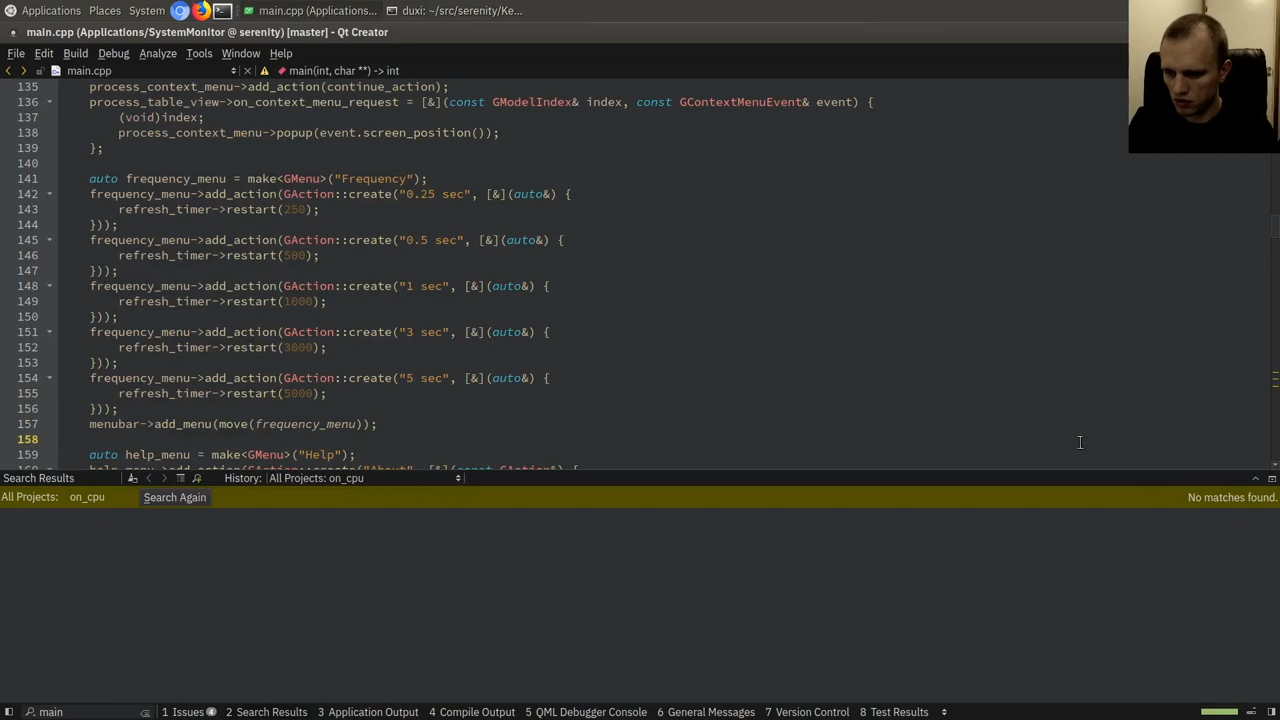 Applications Places System main.cpp (Applications/S... duxi: ~/src/serenity/Ke...
main.cpp (Applications/SystemMonitor @ serenity) [master] - Qt Creator
File Edit Build Debug Analyze Tools Window Help
main.cpp main(int, char **) -> int
135 process_context_menu->add_action(continue_action);
136 process_table_view->on_context_menu_request = [&](const GModelIndex& index, const GContextMenuEvent& event) {
137 (void)index;
138 process_context_menu->popup(event.screen_position());
139 };
140
141 auto frequency_menu = make<GMenu>("Frequency");
142 frequency_menu->add_action(GAction::create("0.25 sec", [&](auto&) {
143 refresh_timer->restart(250);
144 }));
145 frequency_menu->add_action(GAction::create("0.5 sec", [&](auto&) {
146 refresh_timer->restart(500);
147 }));
148 frequency_menu->add_action(GAction::create("1 sec", [&](auto&) {
149 refresh_timer->restart(1000);
150 }));
151 frequency_menu->add_action(GAction::create("3 sec", [&](auto&) {
152 refresh_timer->restart(3000);
153 }));
154 frequency_menu->add_action(GAction::create("5 sec", [&](auto&) {
155 refresh_timer->restart(5000);
156 }));
157 menubar->add_menu(move(frequency_menu));
158
159 auto help_menu = make<GMenu>("Help");
160 help_menu->add_action(GAction::create("About", [&](const GAction&) {
Search Results History: All Projects: on_cpu
All Projects: on_cpu Search Again No matches found.
main 1 Issues 4 2 Search Results 3 Application Output 4 Compile Output 5 QML Debugger Console 6 General Messages 7 Version Control 8 Test Results